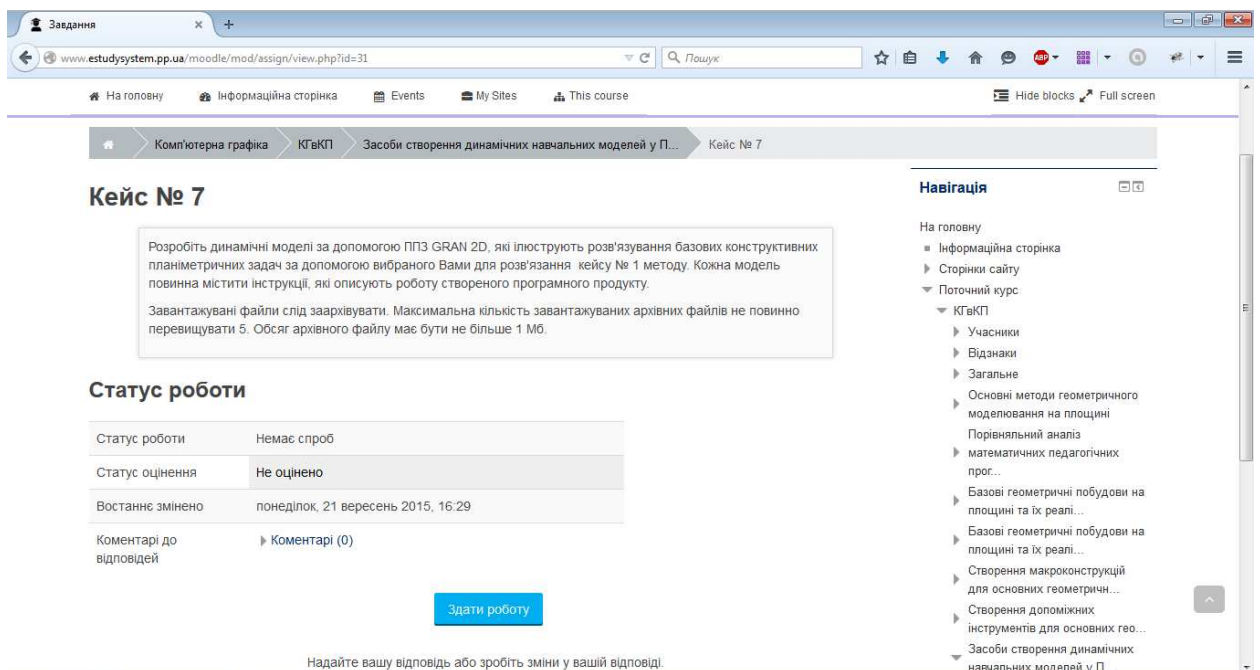 Завдання
www.estudysystem.pp.ua/moodle/mod/assign/view.php?id=31
Пошук
ABP
На головну Інформаційна сторінка Events My Sites This course Hide blocks Full screen
Комп'ютерна графіка КГвКП Засоби створення динамічних навчальних моделей у П... Кейс № 7
Кейс № 7
Розробіть динамічні моделі за допомогою ППЗ GRAN 2D, які ілюструють розв'язування базових конструктивних
планіметричних задач за допомогою вибраного Вами для розв'язання кейсу № 1 методу. Кожна модель
повинна містити інструкції, які описують роботу створеного програмного продукту.
Завантажувані файли слід заархівувати. Максимальна кількість завантажуваних архівних файлів не повинно
перевищувати 5. Обсяг архівного файлу має бути не більше 1 Мб.
Статус роботи
Статус роботи Немає спроб
Статус оцінення Не оцінено
Востаннє змінено понеділок, 21 вересень 2015, 16:29
Коментарі до Коментарі (0)
відповідей
Здати роботу
Надайте вашу відповідь або зробіть зміни у вашій відповіді.
Навігація
На головну
Інформаційна сторінка
Сторінки сайту
Поточний курс
КГвКП
Учасники
Відзнаки
Загальне
Основні методи геометричного
моделювання на площині
Порівняльний аналіз
математичних педагогічних
прог...
Базові геометричні побудови на
площині та їх реалі...
Базові геометричні побудови на
площині та їх реалі...
Створення макроконструкцій
для основних геометричн...
Створення допоміжних
інструментів для основних гео...
Засоби створення динамічних
навчальних моделей у П...